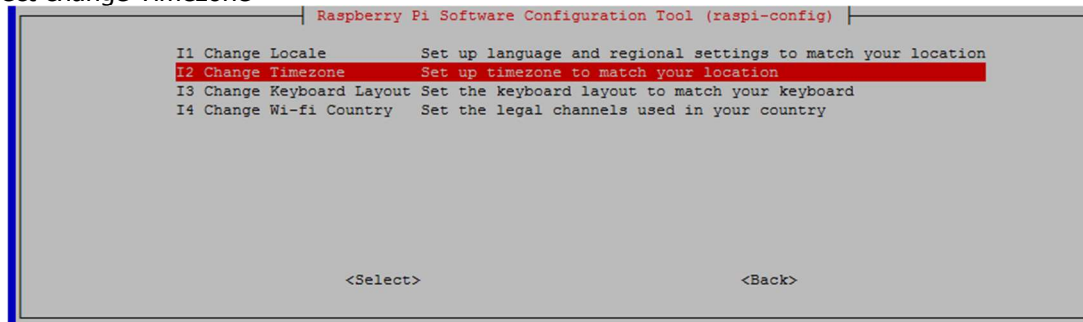 Raspberry Pi Software Configuration Tool (raspi-config)
I1 Change Locale Set up language and regional settings to match your location
I2 Change Timezone Set up timezone to match your location
I3 Change Keyboard Layout Set the keyboard layout to match your keyboard
I4 Change Wi-fi Country Set the legal channels used in your country
<Select> <Back>